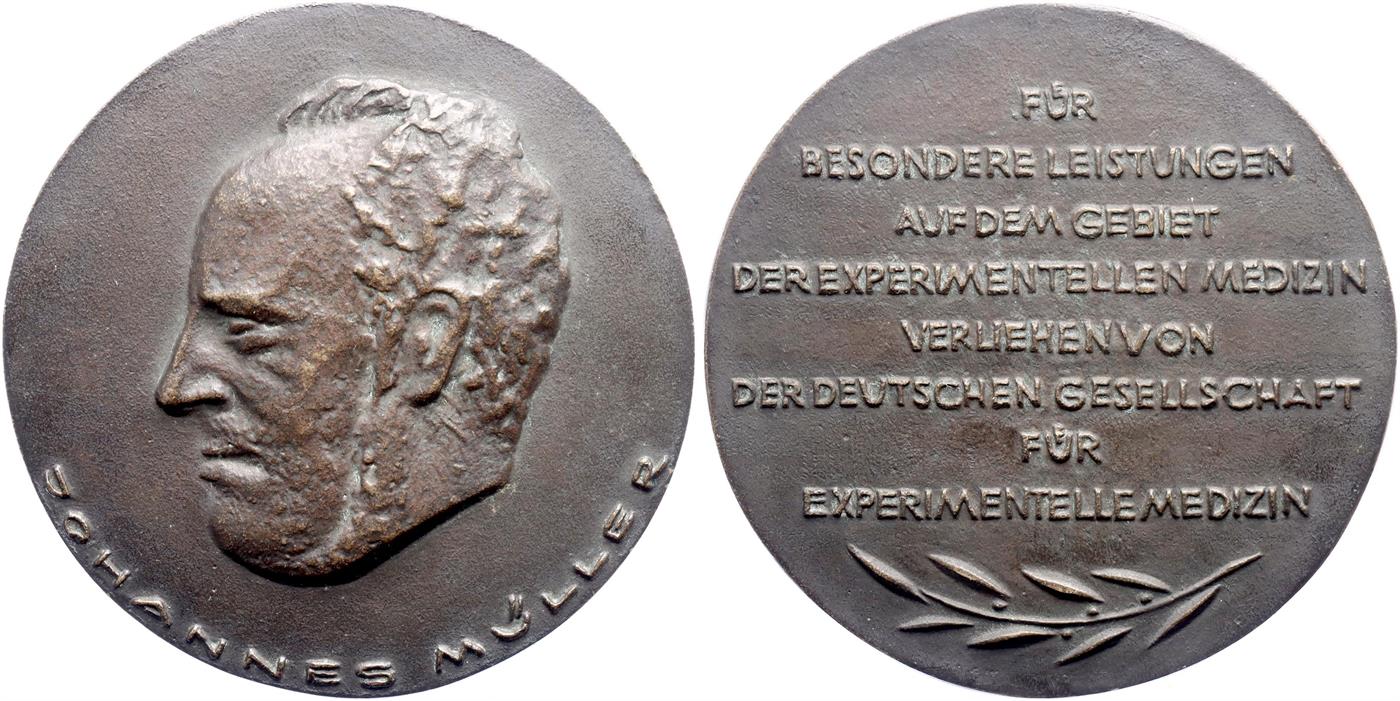 JOHANNES MÜLLER
FÜR
BESONDERE LEISTUNGEN
AUF DEM GEBIET
DER EXPERIMENTELLEN MEDIZIN
VERLIEHEN VON
DER DEUTSCHEN GESELLSCHAFT
FÜR
EXPERIMENTELLE MEDIZIN